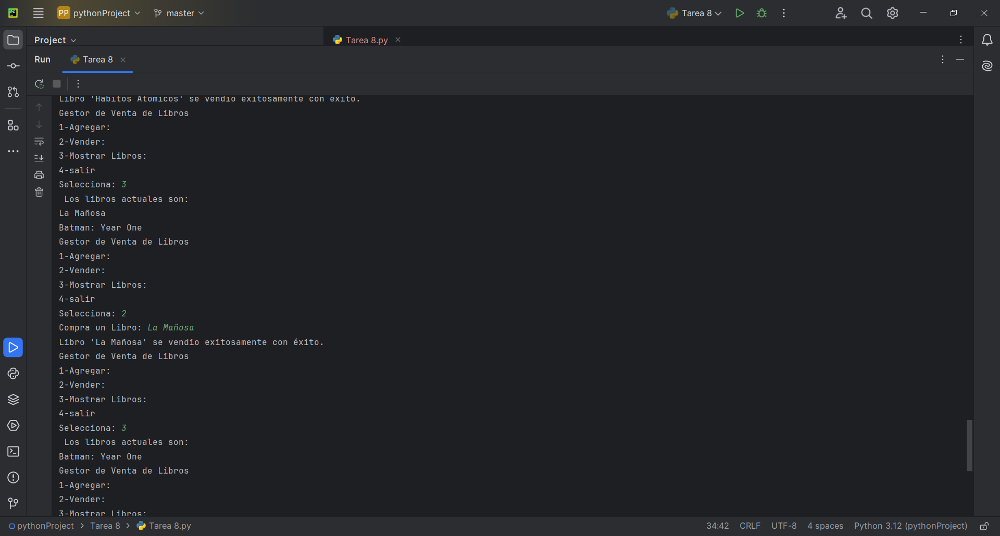 PC
PP pythonProject
master
Tarea 8
Project
Tarea 8.py
Run
Tarea 8
Libro 'Habitos Atomicos' se vendio exitosamente con éxito.
Gestor de Venta de Libros
1-Agregar:
2-Vender:
3-Mostrar Libros:
4-salir
Selecciona: 3
Los libros actuales son:
La Mañosa
Batman: Year One
Gestor de Venta de Libros
1-Agregar:
2-Vender:
3-Mostrar Libros:
4-salir
Selecciona: 2
Compra un Libro: La Mañosa
Libro 'La Mañosa' se vendio exitosamente con éxito.
Gestor de Venta de Libros
1-Agregar:
2-Vender:
3-Mostrar Libros:
4-salir
Selecciona: 3
Los libros actuales son:
Batman: Year One
Gestor de Venta de Libros
1-Agregar:
2-Vender:
3-Mostrar Libros:
pythonProject > Tarea 8 > Tarea 8.py
34:42 CRLF UTF-8 4 spaces Python 3.12 (pythonProject)